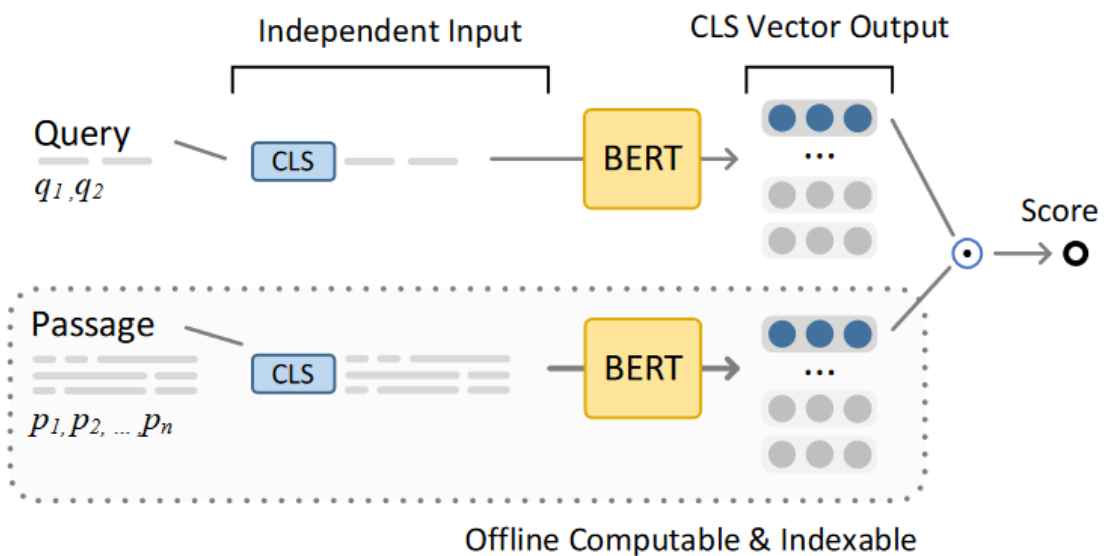 Independent Input
CLS Vector Output
Query
CLS
BERT
...
q1,q2
Score
Passage
CLS
BERT
...
p1, p2, ... ,pn
Offline Computable & Indexable